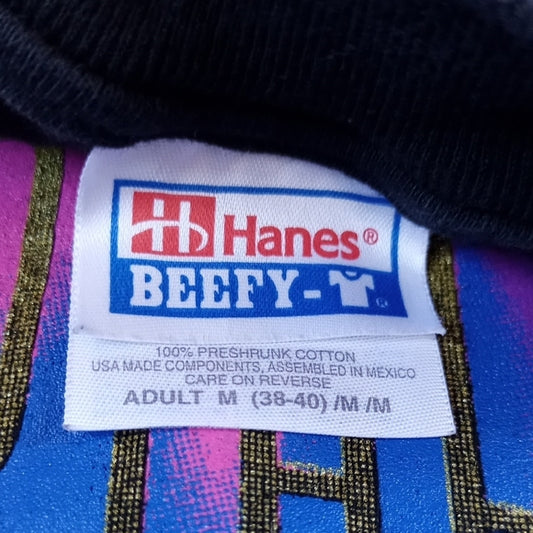 Hanes®
BEEFY-
®
100% PRESHRUNK COTTON
USA MADE COMPONENTS, ASSEMBLED IN MEXICO
CARE ON REVERSE
ADULT M (38-40) /M /M